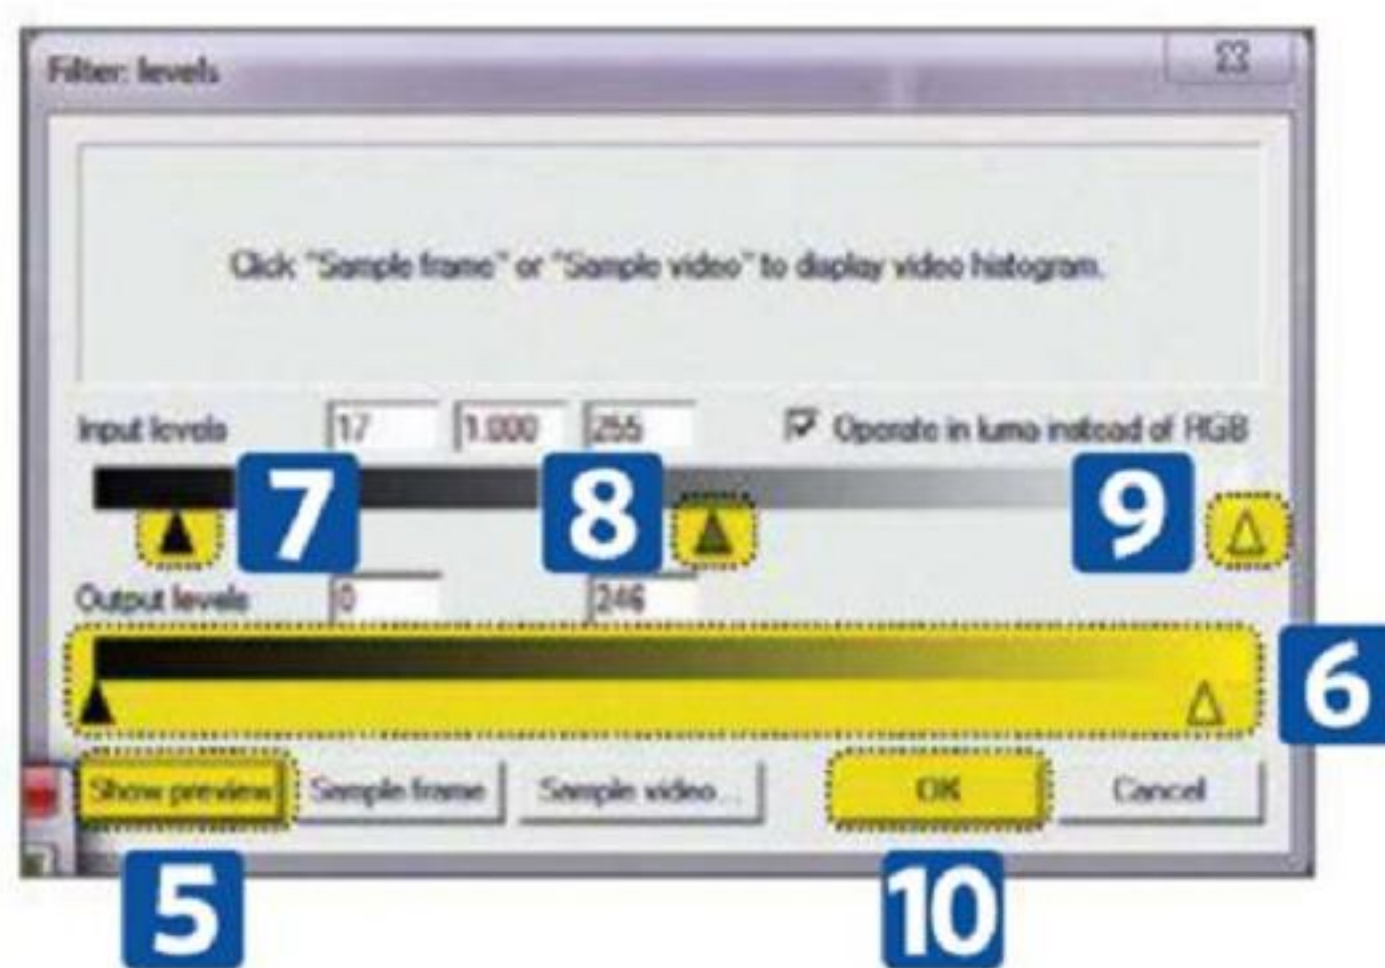 Filter: levels
Click "Sample frame" or "Sample video" to display video histogram.
Input levels 17 1.000 255 Operate in luma instead of RGB
7 8 9
Output levels 0 246
6
Show preview Sample frame Sample video... OK Cancel
5 10